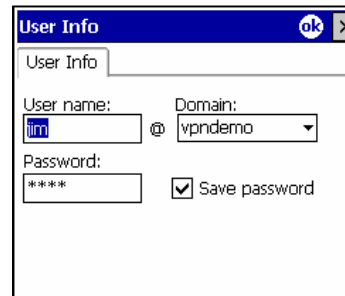 User Info ok
User Info
User name: Domain:
jim @ vpndemo
Password:
**** Save password